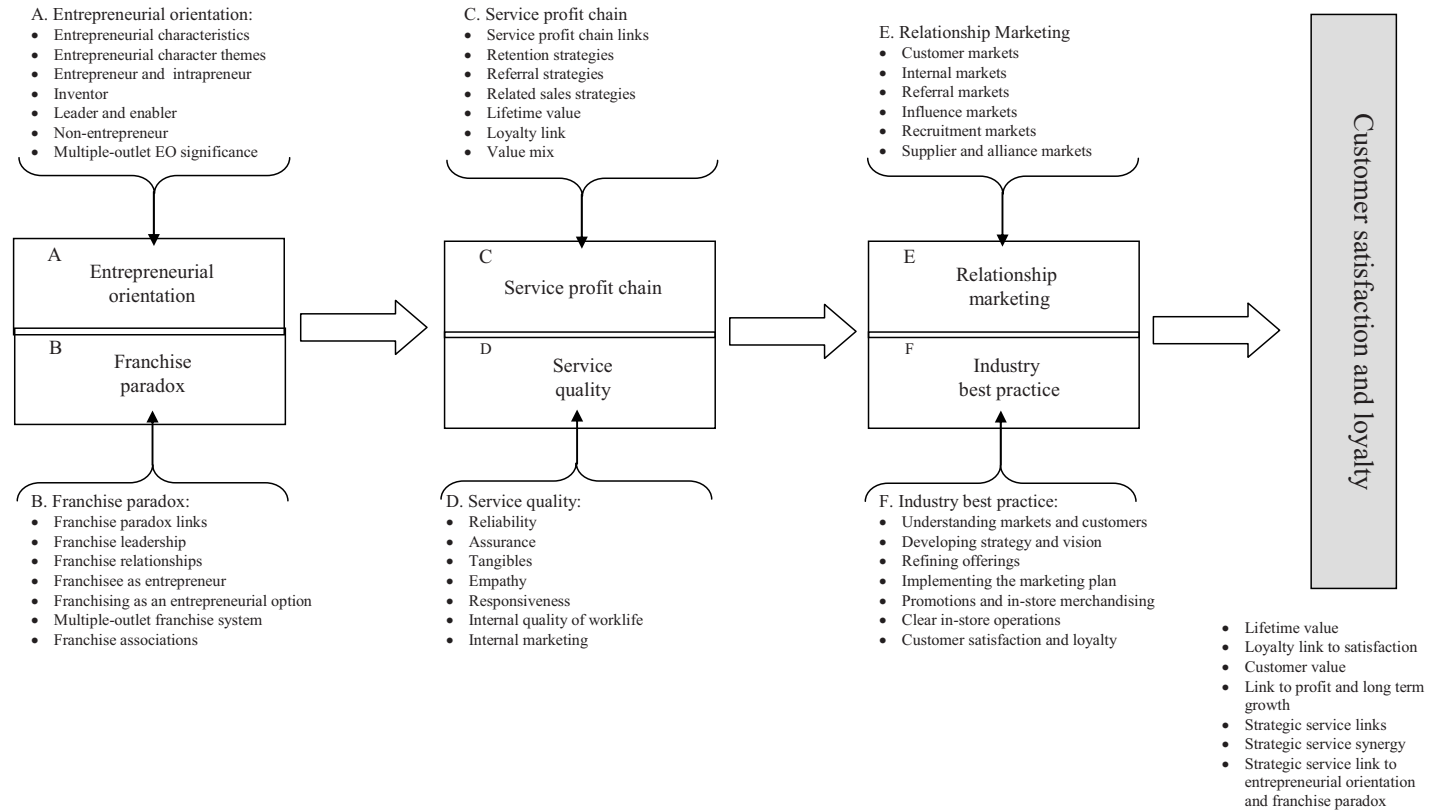 A. Entrepreneurial orientation:
• Entrepreneurial characteristics
• Entrepreneurial character themes
• Entrepreneur and intrapreneur
• Inventor
• Leader and enabler
• Non-entrepreneur
• Multiple-outlet EO significance
C. Service profit chain
• Service profit chain links
• Retention strategies
• Referral strategies
• Related sales strategies
• Lifetime value
• Loyalty link
• Value mix
E. Relationship Marketing
• Customer markets
• Internal markets
• Referral markets
• Influence markets
• Recruitment markets
• Supplier and alliance markets
A
Entrepreneurial
orientation
B
Franchise
paradox
C
Service profit chain
D
Service
quality
E
Relationship
marketing
F
Industry
best practice
Customer satisfaction and loyalty
B. Franchise paradox:
• Franchise paradox links
• Franchise leadership
• Franchise relationships
• Franchisee as entrepreneur
• Franchising as an entrepreneurial option
• Multiple-outlet franchise system
• Franchise associations
D. Service quality:
• Reliability
• Assurance
• Tangibles
• Empathy
• Responsiveness
• Internal quality of worklife
• Internal marketing
F. Industry best practice:
• Understanding markets and customers
• Developing strategy and vision
• Refining offerings
• Implementing the marketing plan
• Promotions and in-store merchandising
• Clear in-store operations
• Customer satisfaction and loyalty
• Lifetime value
• Loyalty link to satisfaction
• Customer value
• Link to profit and long term
growth
• Strategic service links
• Strategic service synergy
• Strategic service link to
entrepreneurial orientation
and franchise paradox